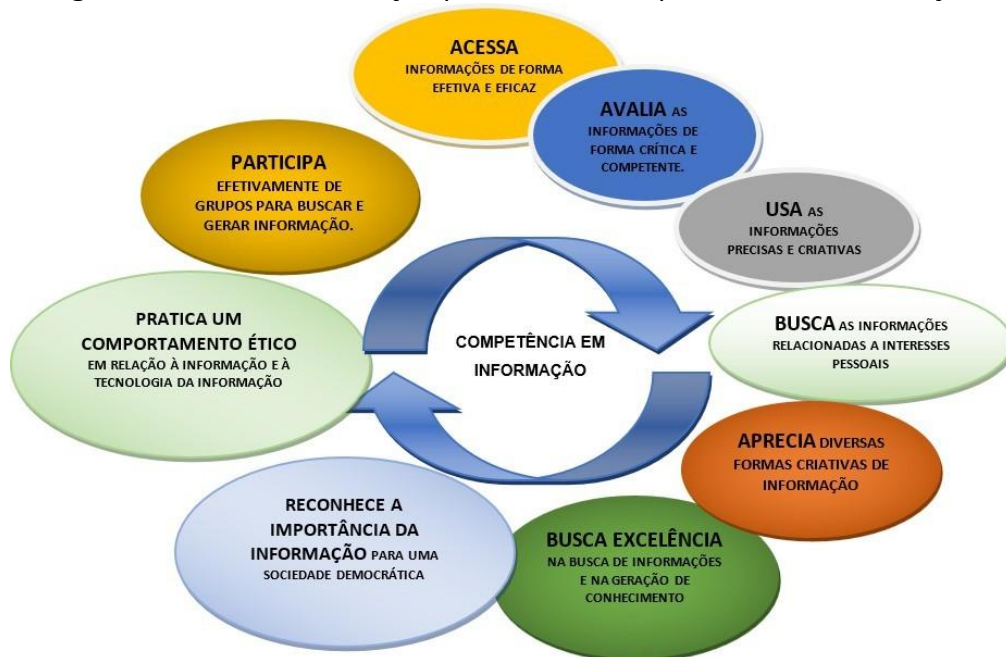 ACESSA
INFORMAÇÕES DE FORMA
EFETIVA E EFICAZ
AVALIA AS
INFORMAÇÕES DE
FORMA CRÍTICA E
COMPETENTE.
USA AS
INFORMAÇÕES
PRECISAS E CRIATIVAS
BUSCA AS INFORMAÇÕES
RELACIONADAS A INTERESSES
PESSOAIS
APRECIA DIVERSAS
FORMAS CRIATIVAS DE
INFORMAÇÃO
BUSCA EXCELÊNCIA
NA BUSCA DE INFORMAÇÕES
E NA GERAÇÃO DE
CONHECIMENTO
RECONHECE A
IMPORTÂNCIA DA
INFORMAÇÃO PARA UMA
SOCIEDADE DEMOCRÁTICA
PRATICA UM
COMPORTAMENTO ÉTICO
EM RELAÇÃO À INFORMAÇÃO E À
TECNOLOGIA DA INFORMAÇÃO
PARTICIPA
EFETIVAMENTE DE
GRUPOS PARA BUSCAR E
GERAR INFORMAÇÃO.
COMPETÊNCIA EM
INFORMAÇÃO